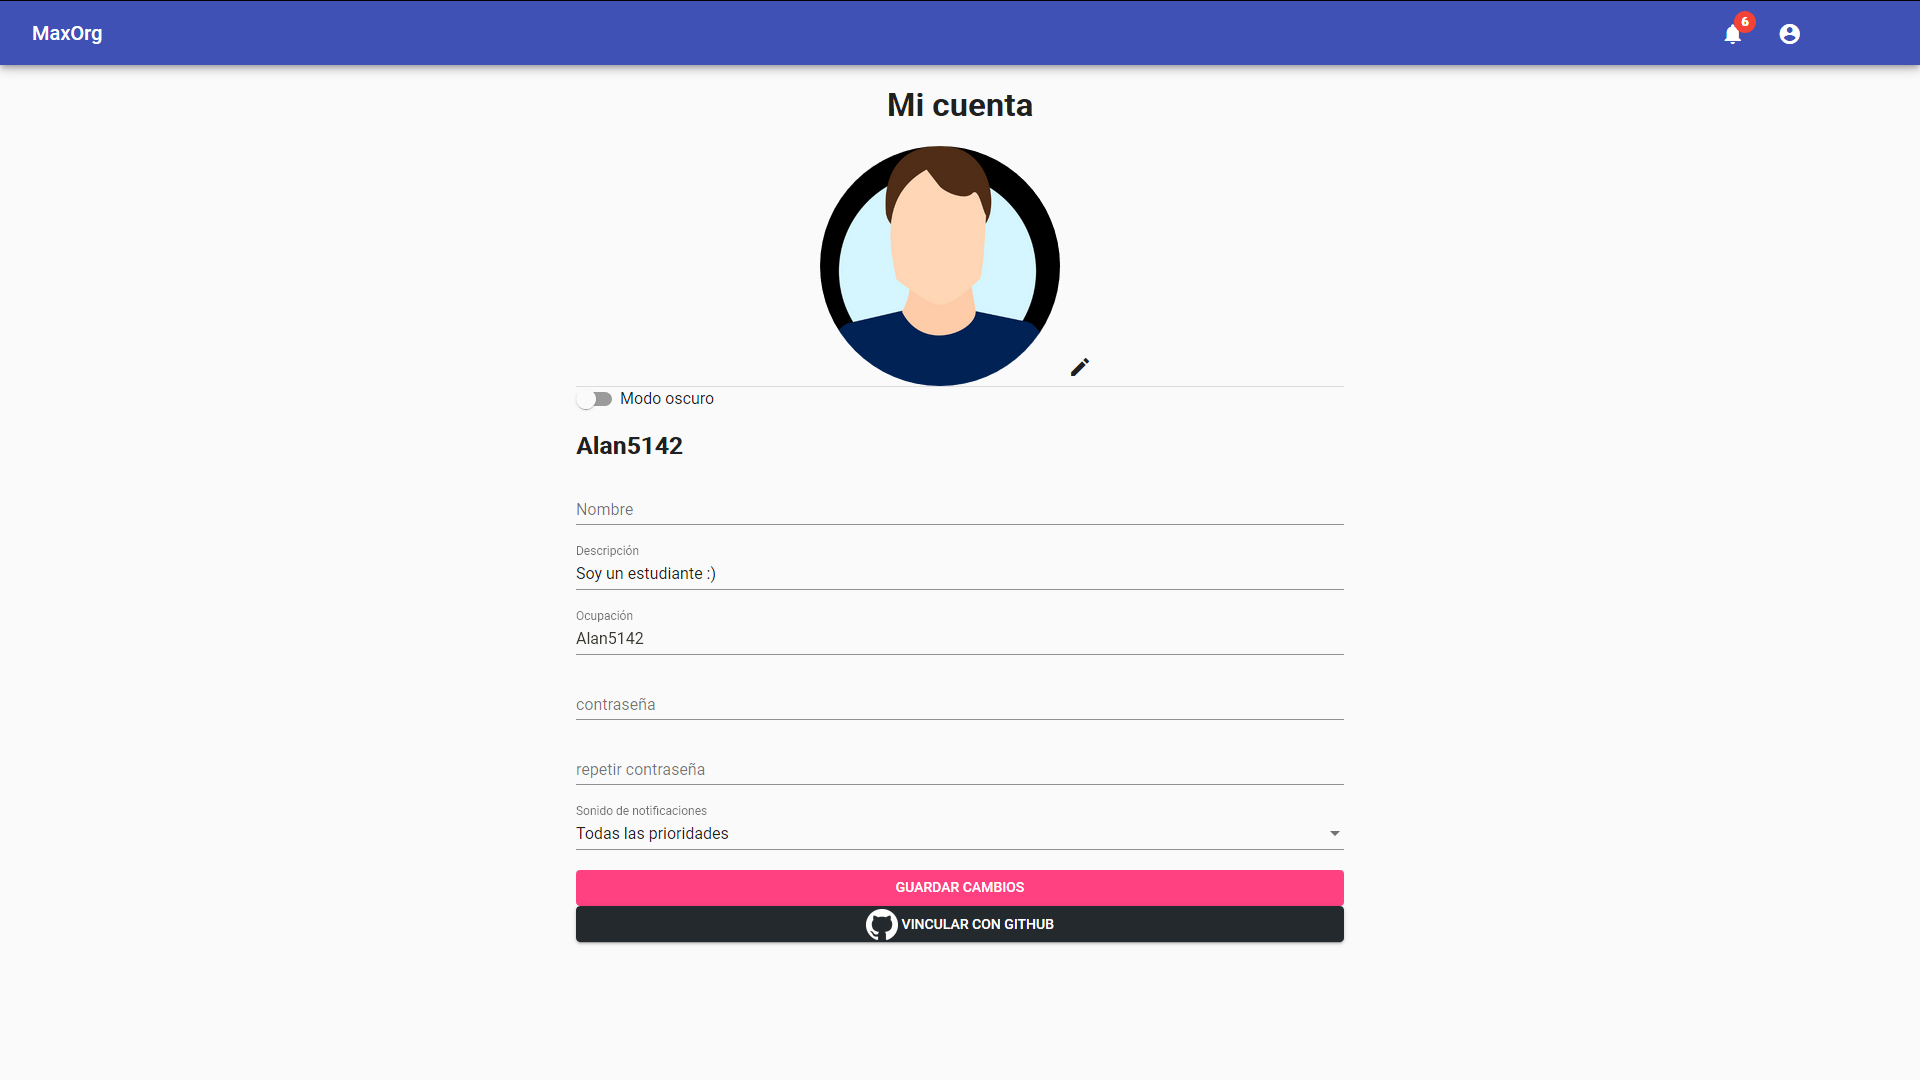 MaxOrg
6
Mi cuenta
Modo oscuro
Alan5142
Nombre
Descripción
Soy un estudiante :)
Ocupación
Alan5142
contraseña
repetir contraseña
Sonido de notificaciones
Todas las prioridades
GUARDAR CAMBIOS
VINCULAR CON GITHUB